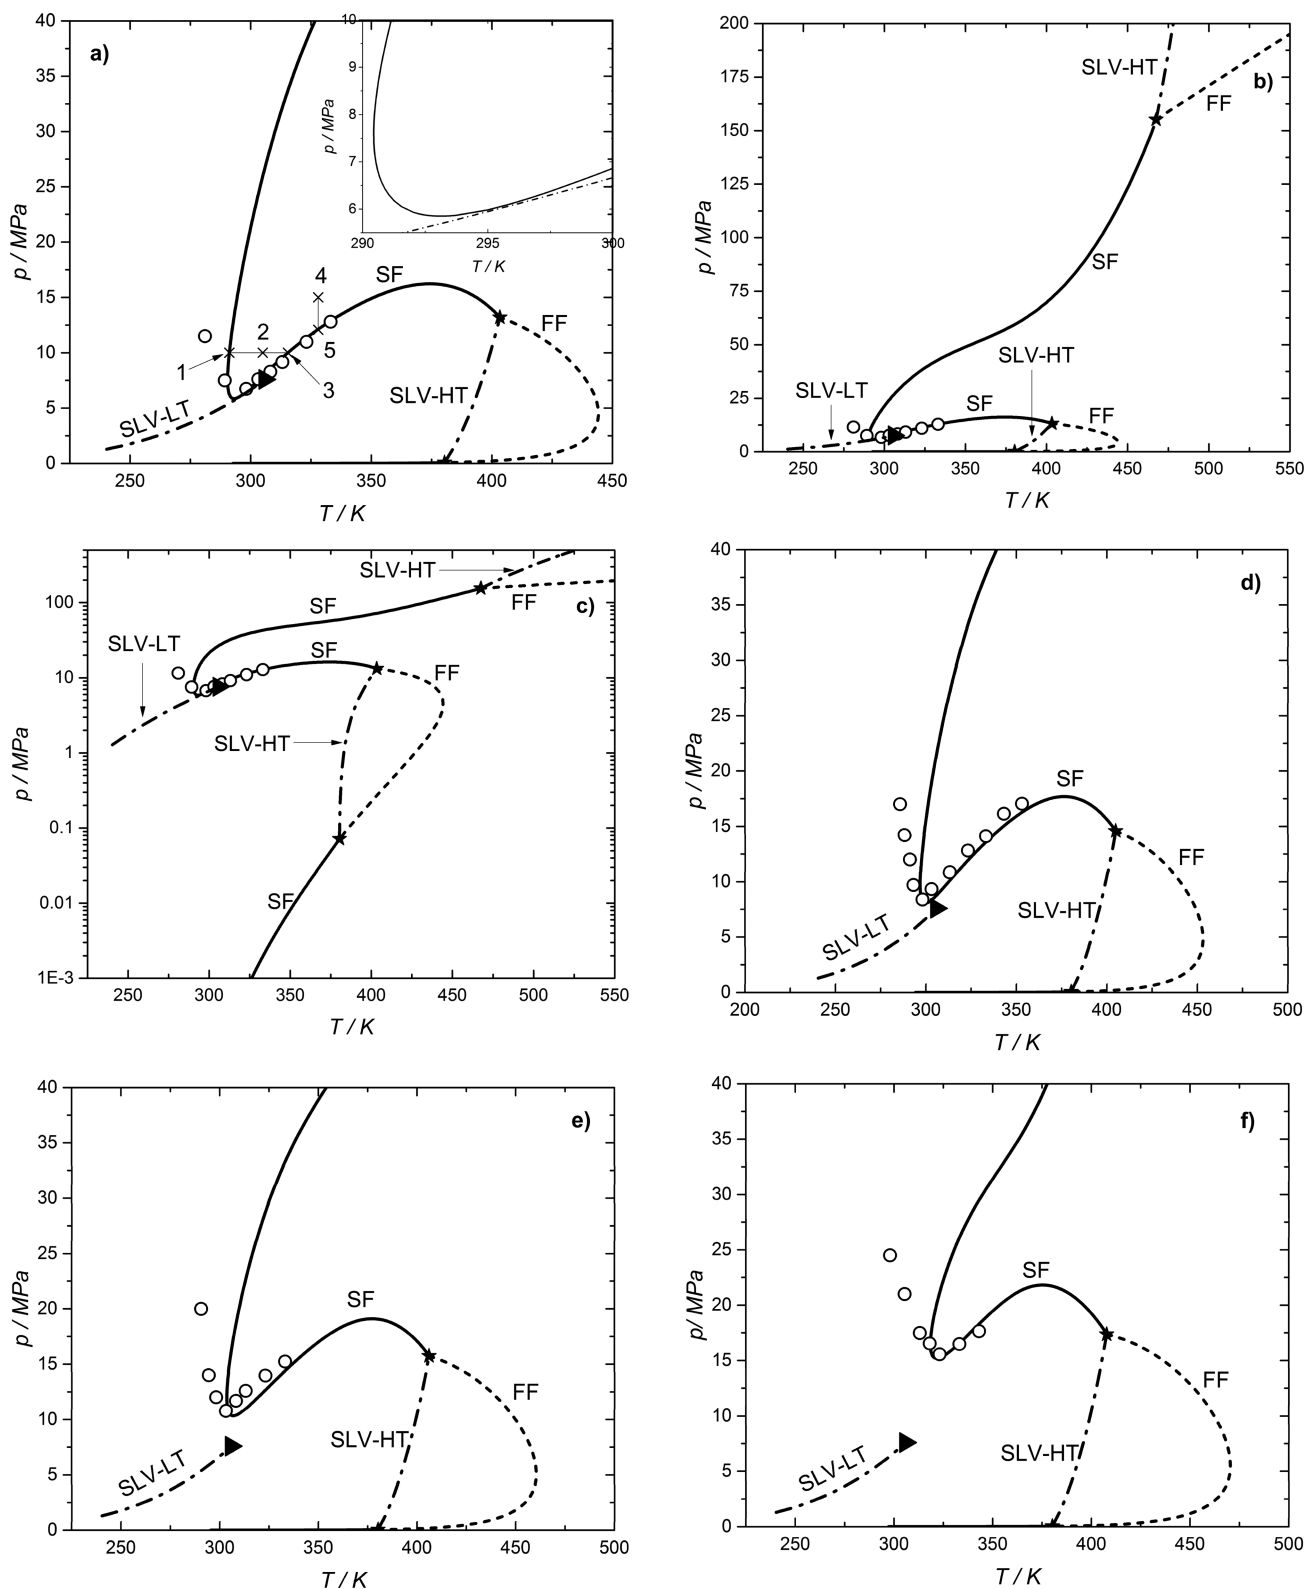 a)
40
35
30
25
20
15
10
5
0
p / MPa
250
300
350
400
450
T / K
10
9
8
7
6
p / MPa
290
295
300
T / K
SF
FF
SLV-HT
SLV-LT
1
2
3
4
5
b)
200
175
150
125
100
75
50
25
0
p / MPa
250
300
350
400
450
500
550
T / K
SLV-HT
FF
SF
SLV-HT
SLV-LT
SF
FF
c)
100
10
1
0.1
0.01
1E-3
p / MPa
250
300
350
400
450
500
550
T / K
SLV-HT
SF
FF
SLV-LT
SF
FF
SLV-HT
SF
d)
40
35
30
25
20
15
10
5
0
p / MPa
200
250
300
350
400
450
500
T / K
SF
FF
SLV-HT
SLV-LT
e)
40
35
30
25
20
15
10
5
0
p / MPa
250
300
350
400
450
500
T / K
SF
FF
SLV-HT
SLV-LT
f)
40
35
30
25
20
15
10
5
0
p/ MPa
250
300
350
400
450
500
T / K
SF
FF
SLV-HT
SLV-LT